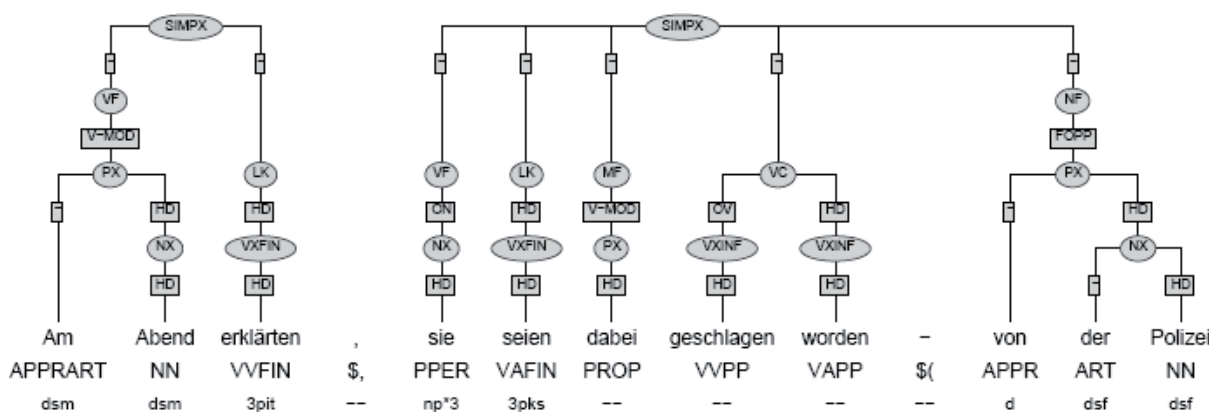 SIMPX SIMPX
- - - - - - -
VF NF
V-MOD FOPP
PX LK VF LK MF VC PX
- HD HD ON HD V-MOD OV HD - HD
NX VXFIN NX VXFIN PX VXINF VXINF NX
HD HD HD HD HD HD HD - HD
Am Abend erklärten , sie seien dabei geschlagen worden – von der Polizei
APPRART NN VVFIN $, PPER VAFIN PROP VVPP VAPP $( APPR ART NN
dsm dsm 3pit -- np*3 3pks -- -- -- -- d dsf dsf